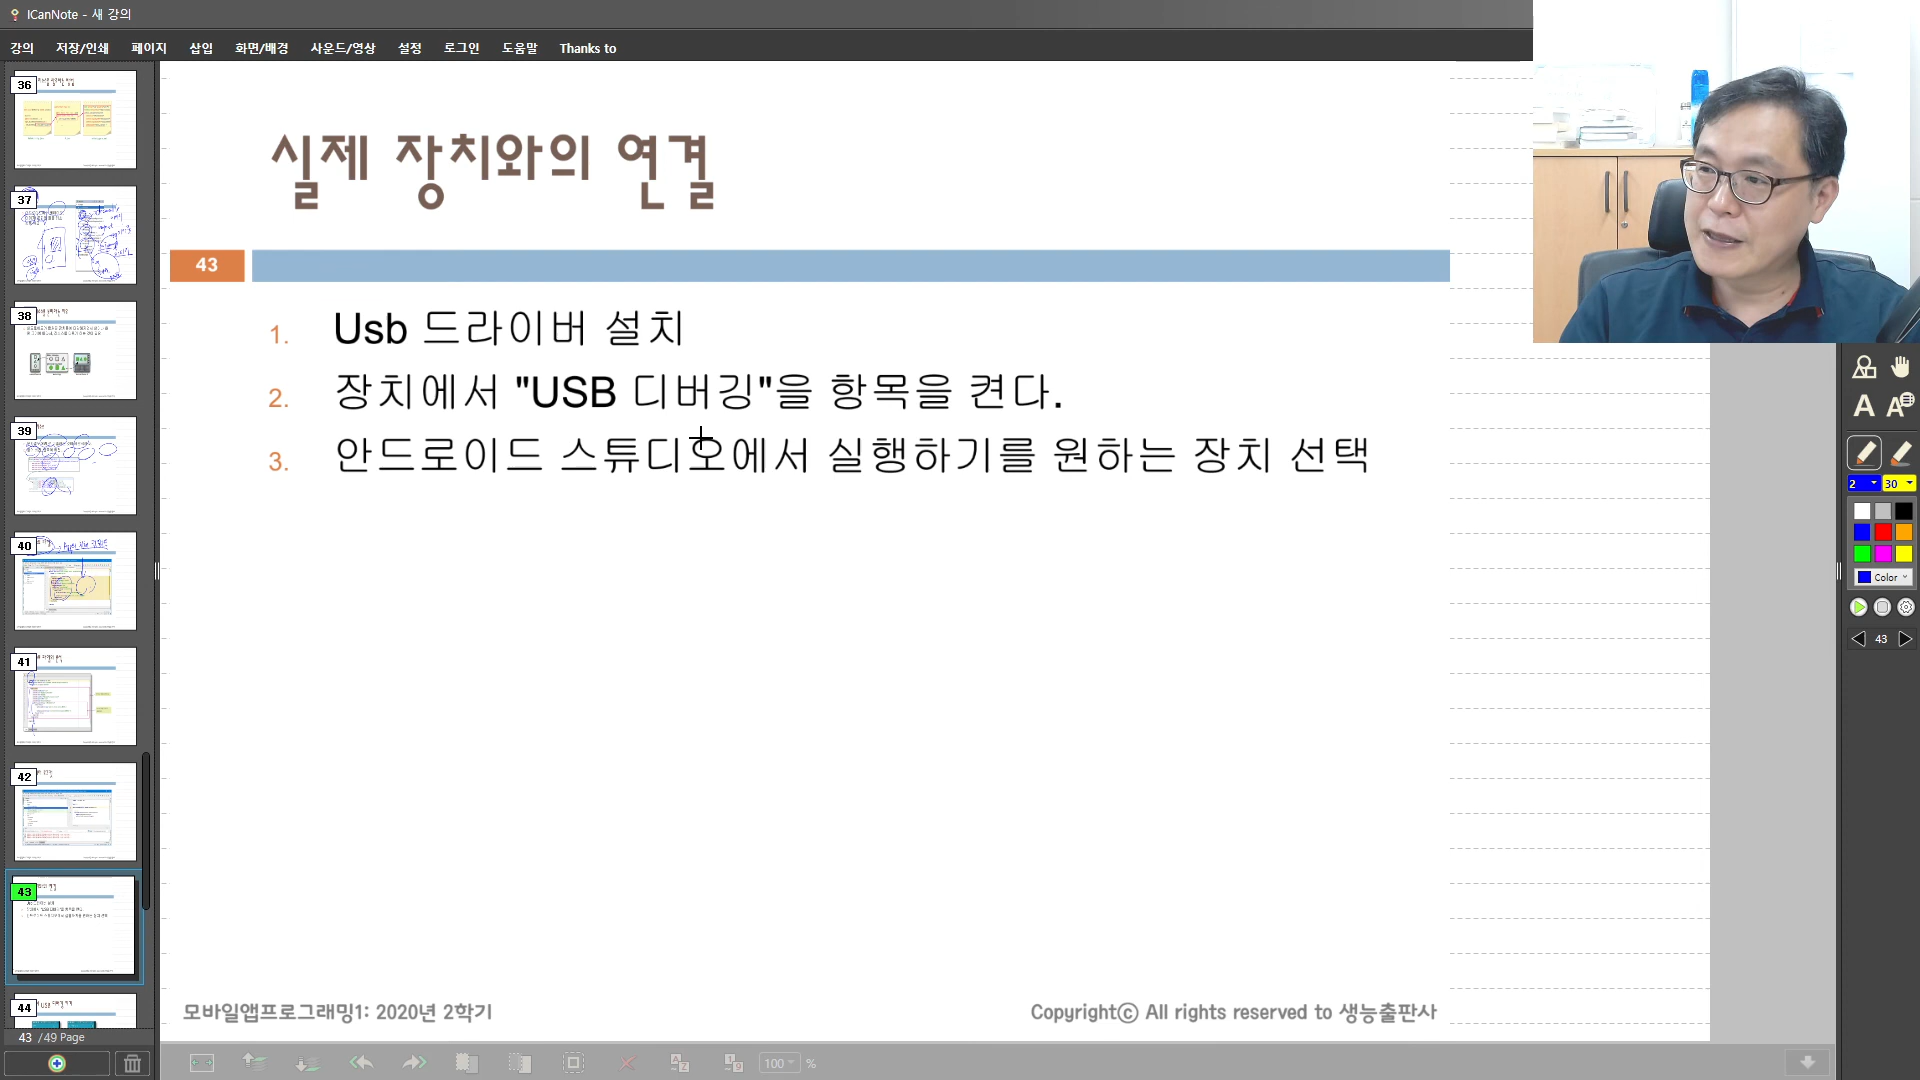 ICanNote - 새 강의
강의 저장/인쇄 페이지 삽입 화면/배경 사운드/영상 설정 로그인 도움말 Thanks to
36
37
38
39
40
41
42
43
44
43 /49 Page
실제 장치와의 연결
43
1. Usb 드라이버 설치
2. 장치에서 "USB 디버깅"을 항목을 켠다.
3. 안드로이드 스튜디오에서 실행하기를 원하는 장치 선택
모바일앱프로그래밍1: 2020년 2학기
Copyrightⓒ All rights reserved to 생능출판사
A A
2 30
Color
43
100 %